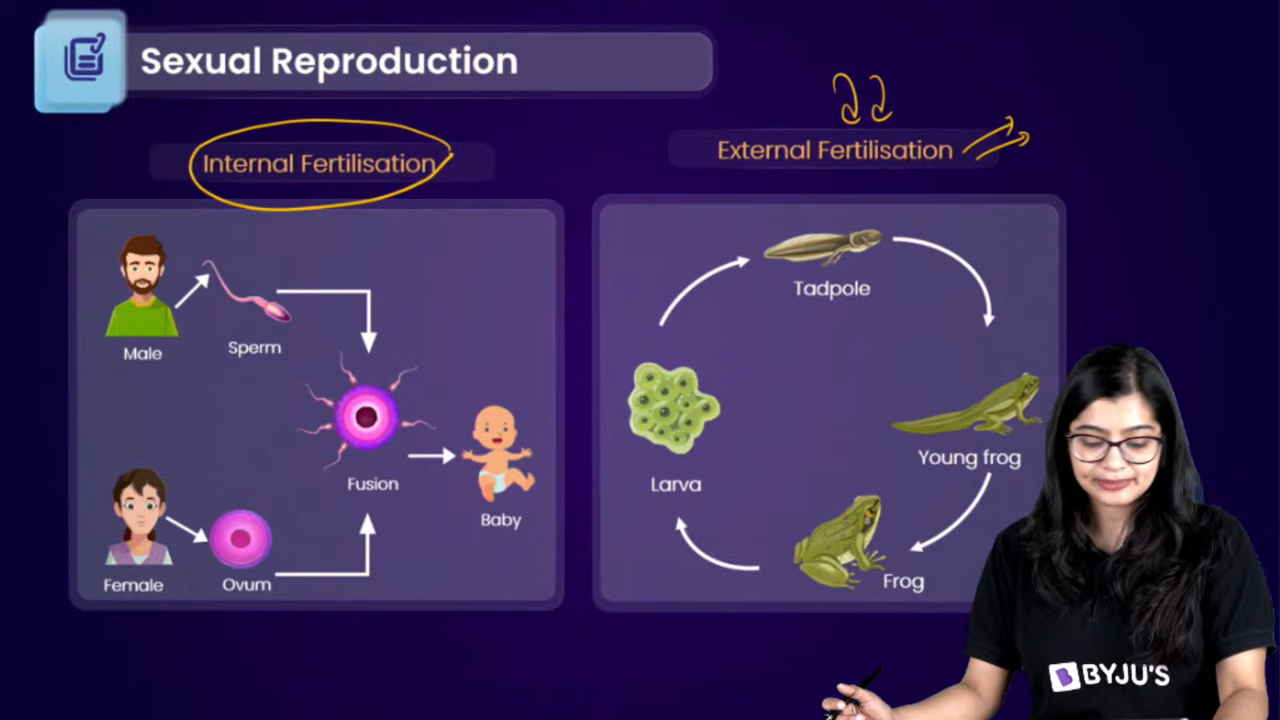 Sexual Reproduction
Internal Fertilisation
External Fertilisation
Male
Sperm
Fusion
Baby
Female
Ovum
Tadpole
Larva
Young frog
Frog
BYJU'S